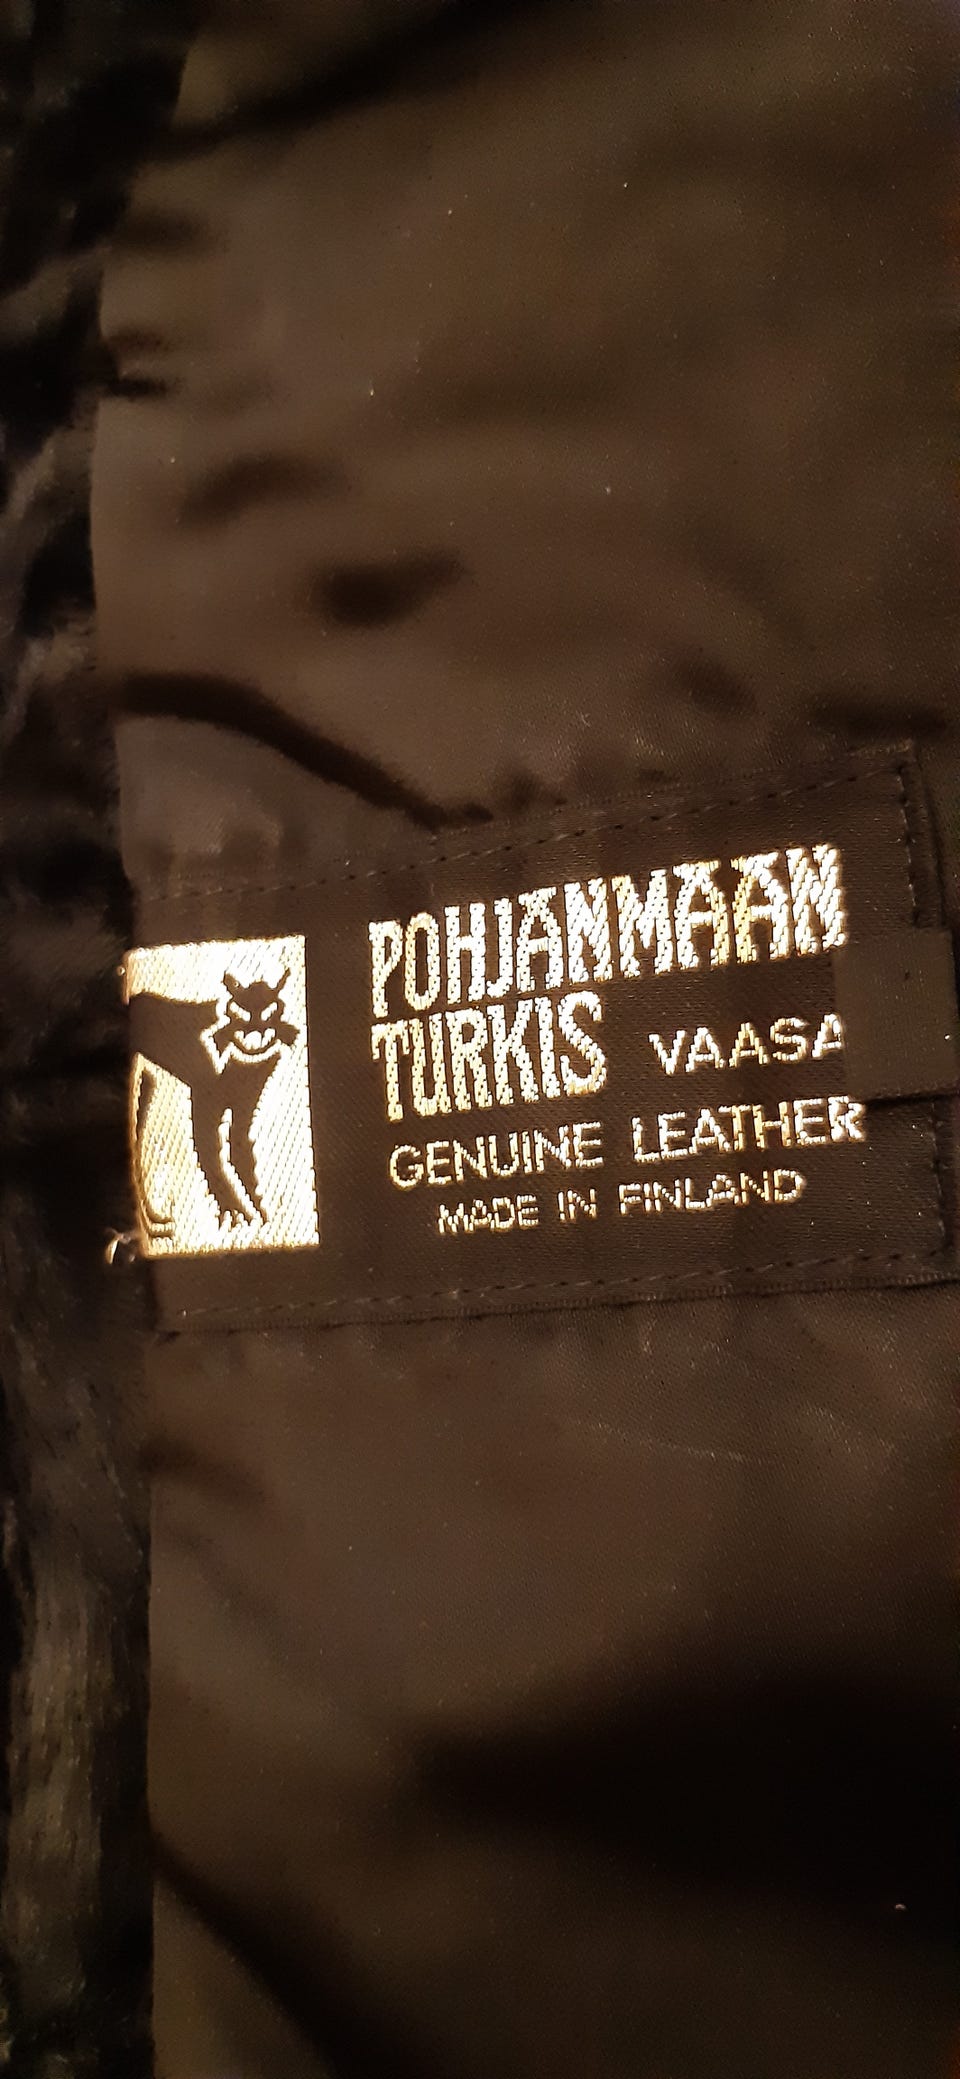 POHJANMAAN
TURKIS VAASA
GENUINE LEATHER
MADE IN FINLAND